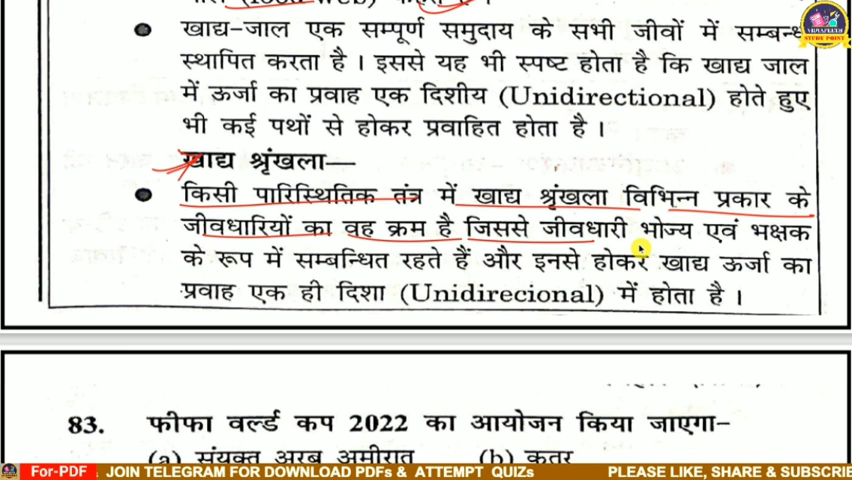 खाद्य-जाल एक सम्पूर्ण समुदाय के सभी जीवों में सम्बन्ध
स्थापित करता है। इससे यह भी स्पष्ट होता है कि खाद्य जाल
में ऊर्जा का प्रवाह एक दिशीय (Unidirectional) होते हुए
भी कई पथों से होकर प्रवाहित होता है।
खाद्य श्रृंखला—
किसी पारिस्थितिक तंत्र में खाद्य श्रृंखला विभिन्न प्रकार के
जीवधारियों का वह क्रम है जिससे जीवधारी भोज्य एवं भक्षक
के रूप में सम्बन्धित रहते हैं और इनसे होकर खाद्य ऊर्जा का
प्रवाह एक ही दिशा (Unidirecional) में होता है।
83. फीफा वर्ल्ड कप 2022 का आयोजन किया जाएगा-
(a) संयुक्त अरब अमीरात (b) कतर
For-PDF JOIN TELEGRAM FOR DOWNLOAD PDFs & ATTEMPT QUIZs PLEASE LIKE, SHARE & SUBSCRIBE
STUDY POINT